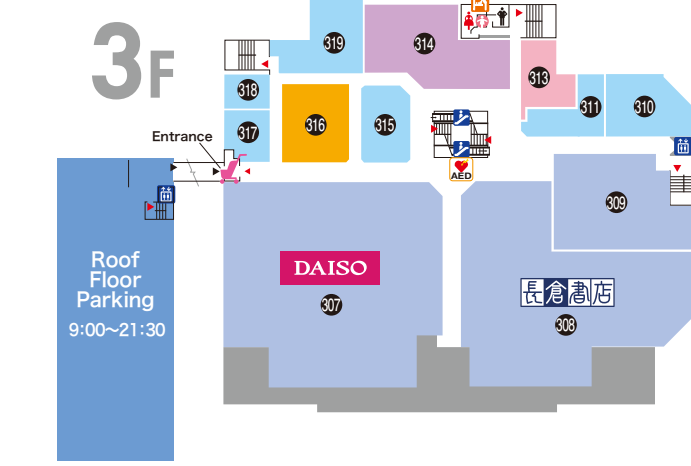 3F
319
314
313
318
316
315
311
310
317
Entrance
AED
309
Roof
Floor
Parking
9:00～21:30
DAISO
307
長倉書店
308